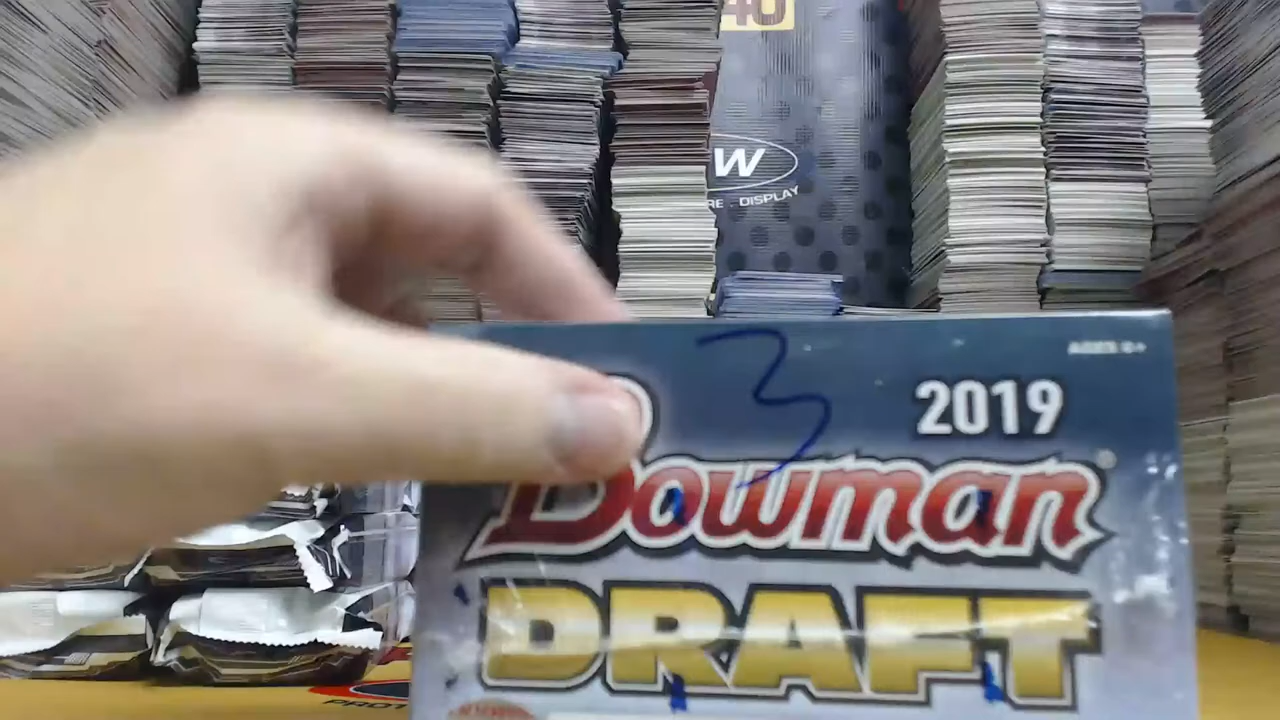 40
W
RE . DISPLAY
3
AGES 6+
2019
Bowman
DRAFT
PROT